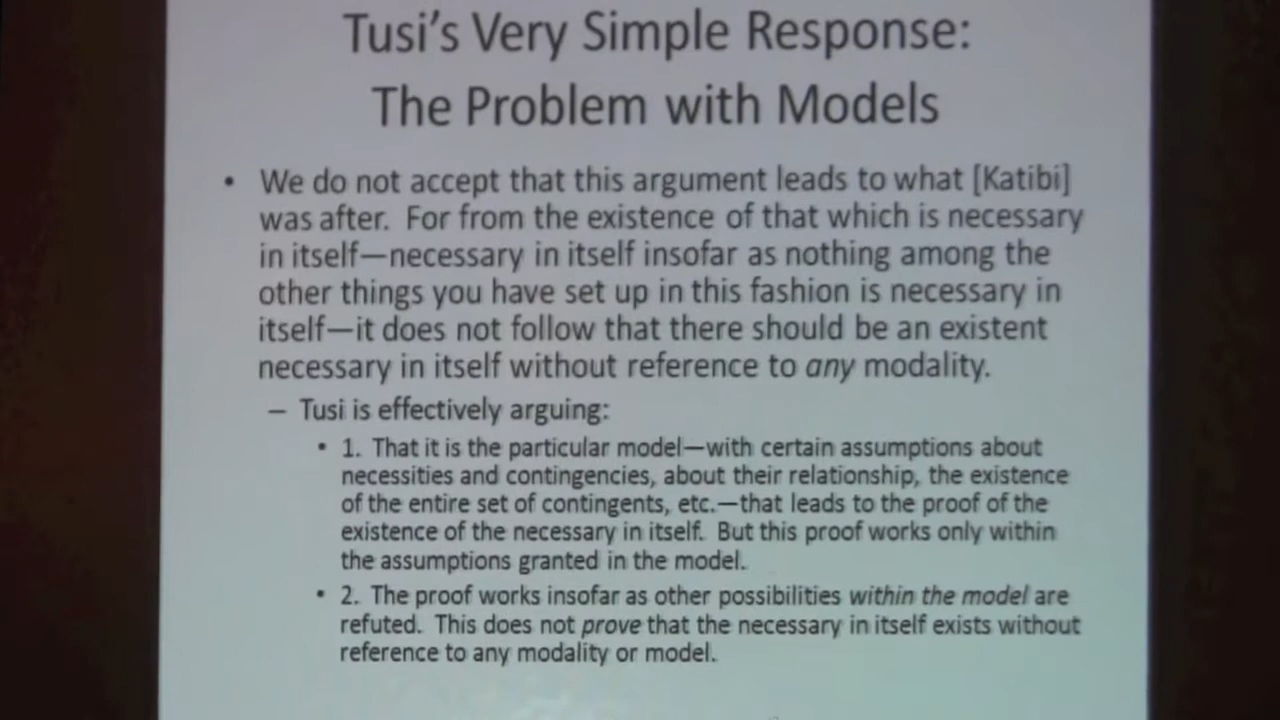 Tusi's Very Simple Response:
The Problem with Models
• We do not accept that this argument leads to what [Katibi]
was after. For from the existence of that which is necessary
in itself—necessary in itself insofar as nothing among the
other things you have set up in this fashion is necessary in
itself—it does not follow that there should be an existent
necessary in itself without reference to any modality.
– Tusi is effectively arguing:
• 1. That it is the particular model—with certain assumptions about
necessities and contingencies, about their relationship, the existence
of the entire set of contingents, etc.—that leads to the proof of the
existence of the necessary in itself. But this proof works only within
the assumptions granted in the model.
• 2. The proof works insofar as other possibilities within the model are
refuted. This does not prove that the necessary in itself exists without
reference to any modality or model.